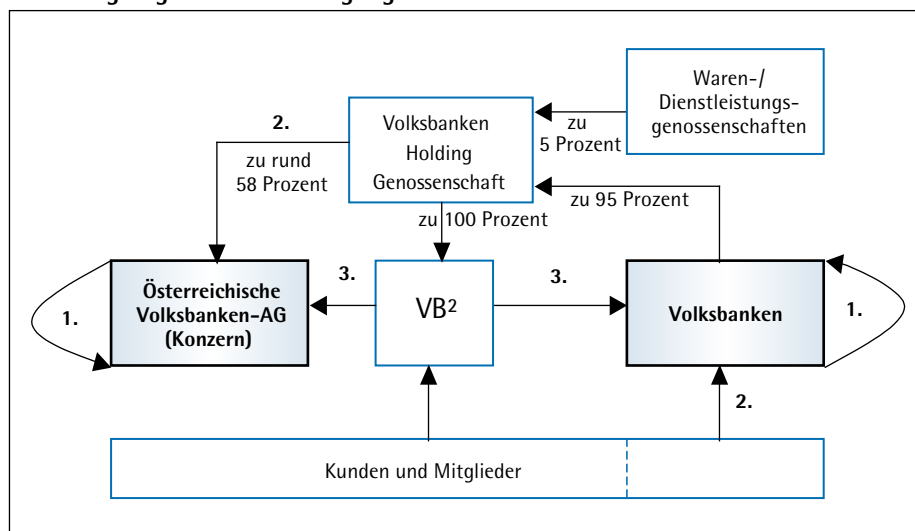 Waren-/
Dienstleistungs-
genossenschaften
Volksbanken
Holding
Genossenschaft
zu
5 Prozent
2.
zu rund
58 Prozent
zu 95 Prozent
zu 100 Prozent
1.
Österreichische
Volksbanken-AG
(Konzern)
3.
VB²
3.
Volksbanken
1.
2.
Kunden und Mitglieder